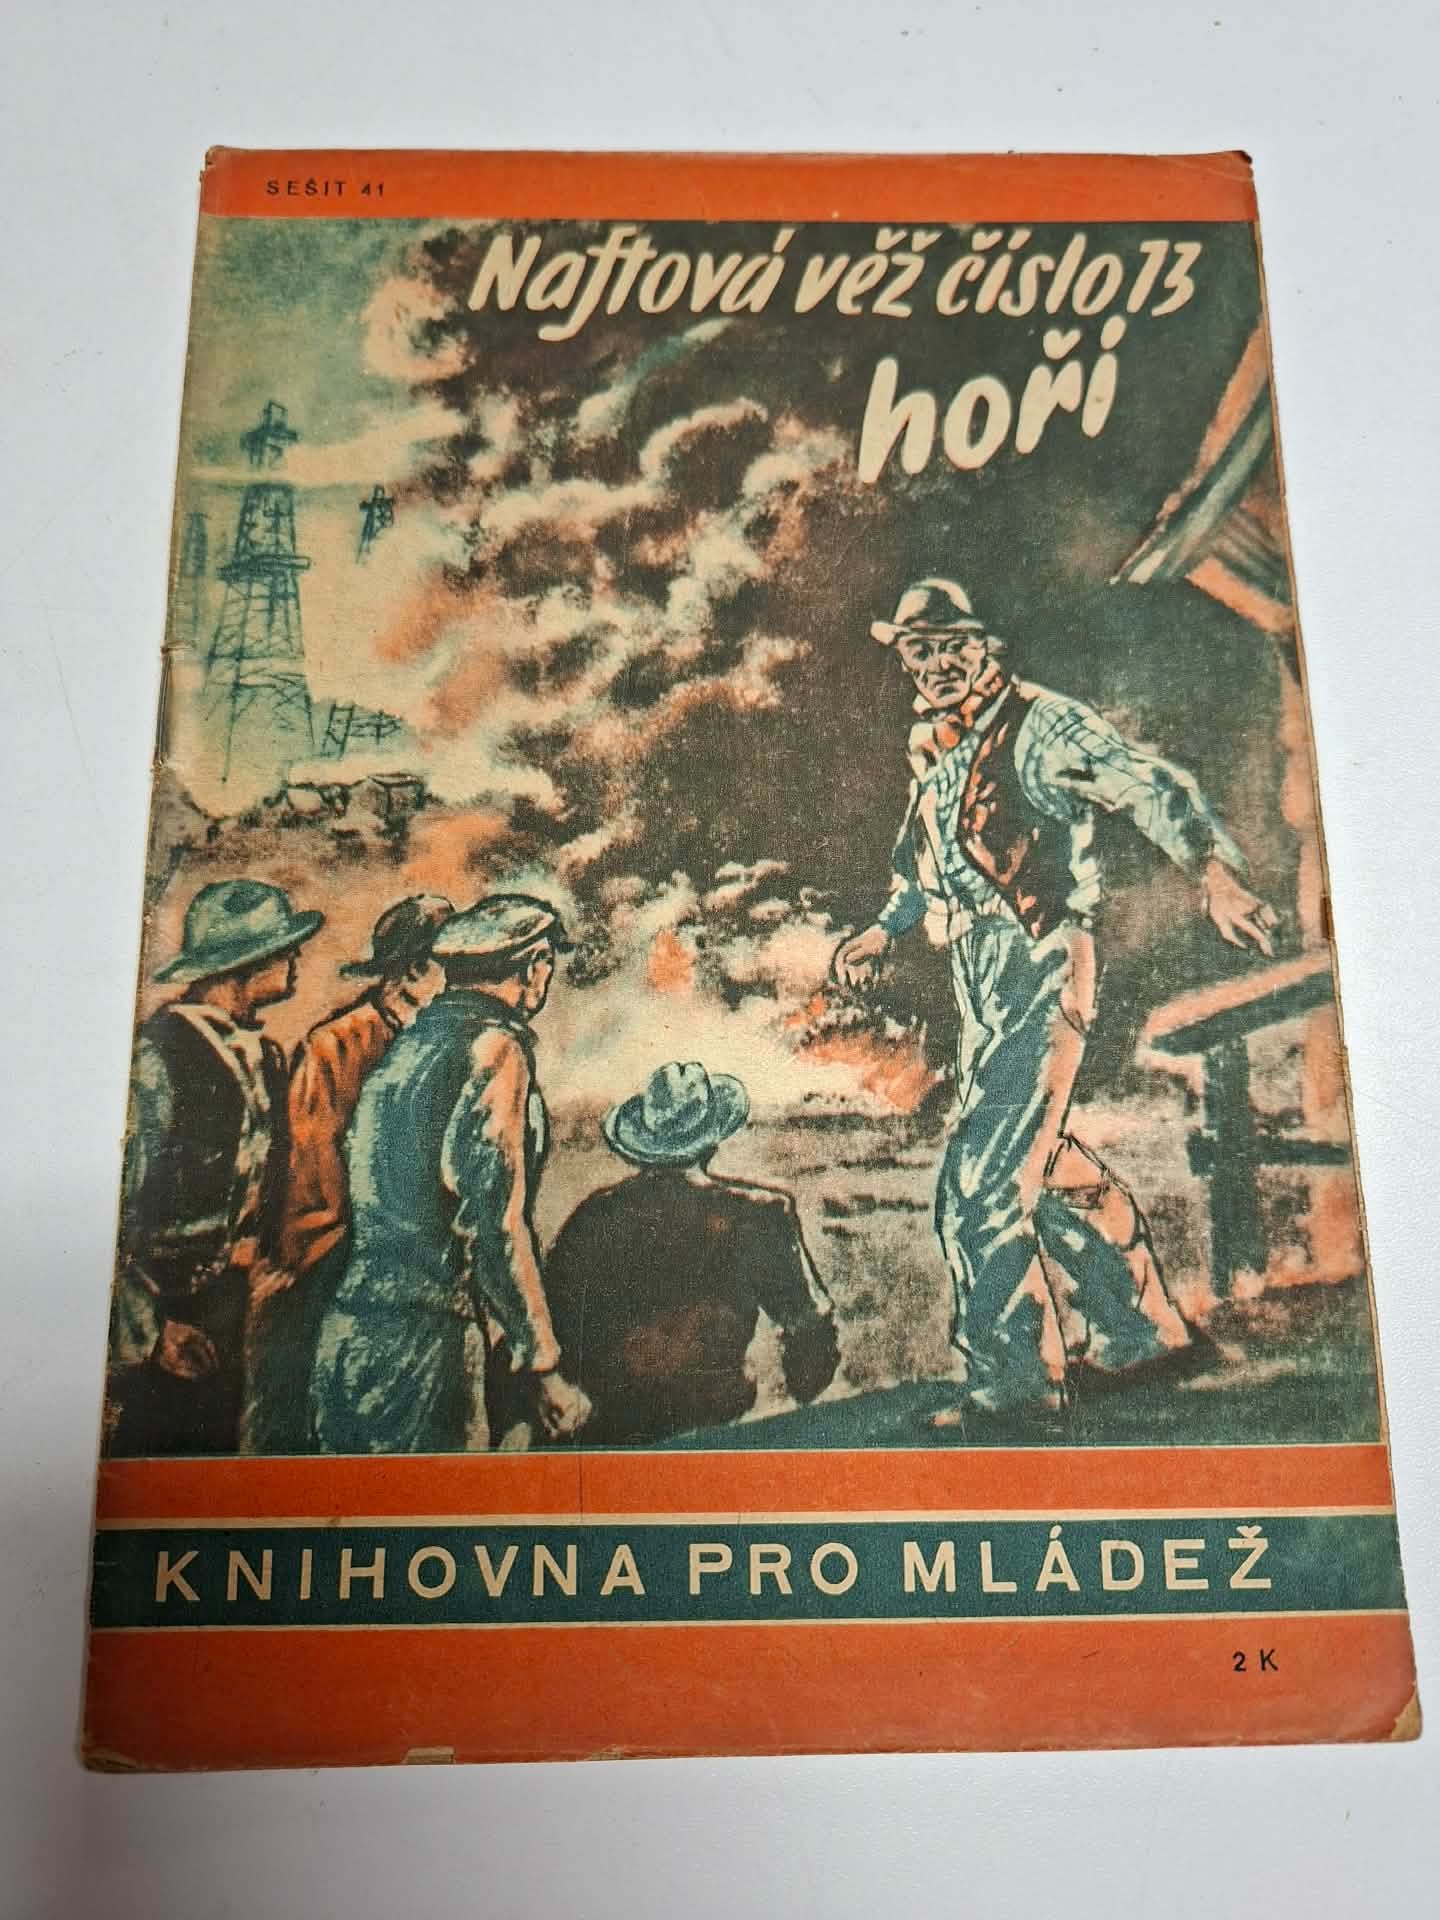 SEŠIT 41
Naftová věž číslo 13
hoří
KNIHOVNA PRO MLÁDEŽ
2 K